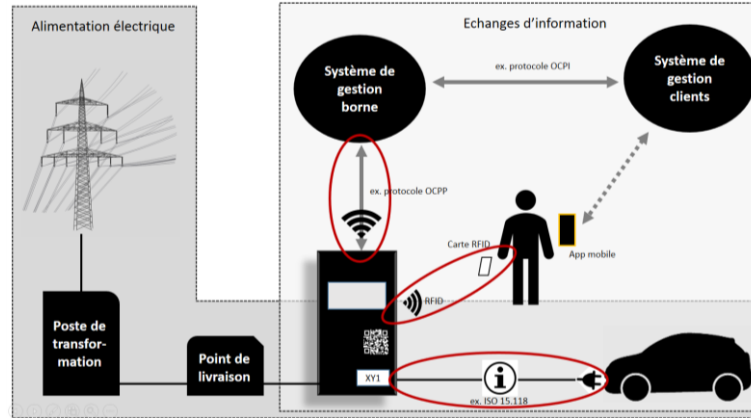 Alimentation électrique
Echanges d'information
Système de
gestion
borne
ex. protocole OCPI
Système de
gestion
clients
ex. protocole OCPP
Carte RFID
App mobile
RFID
Poste de
transfor-
mation
Point de
livraison
XY1
ex. ISO 15.118